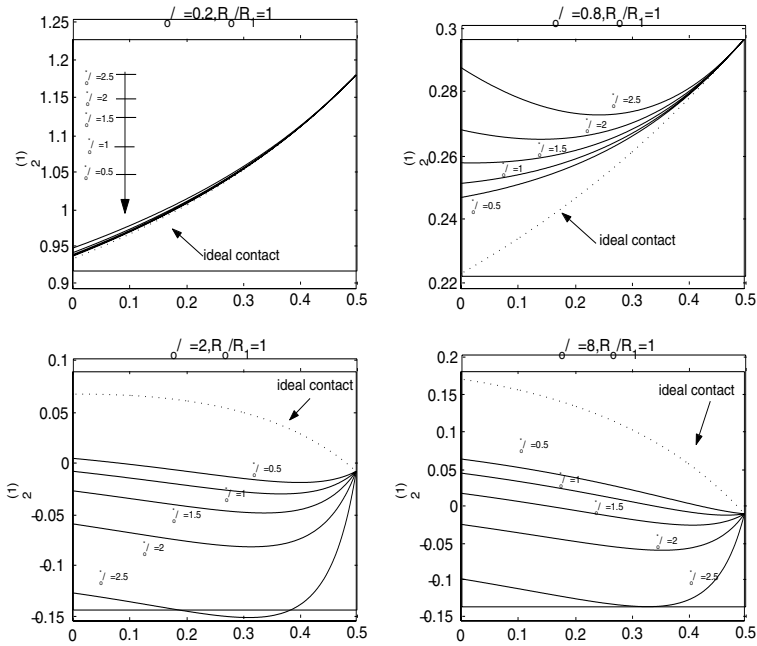 o/ =0.2,Ro/R1=1
1.25
1.2
1.15
1.1
1.05
1
0.95
0.9
(1)
2
*/o =2.5
*/o =2
*/o =1.5
*/o =1
*/o =0.5
ideal contact
0 0.1 0.2 0.3 0.4 0.5
o/ =0.8,Ro/R1=1
0.3
0.28
0.26
0.24
0.22
(1)
2
*/o =2.5
*/o =2
*/o =1.5
*/o =1
*/o =0.5
ideal contact
0 0.1 0.2 0.3 0.4 0.5
o/ =2,Ro/R1=1
0.1
0.05
0
-0.05
-0.1
-0.15
(1)
2
ideal contact
*/o =0.5
*/o =1
*/o =1.5
*/o =2
*/o =2.5
0 0.1 0.2 0.3 0.4 0.5
o/ =8,Ro/R1=1
0.2
0.15
0.1
0.05
0
-0.05
-0.1
-0.15
(1)
2
ideal contact
*/o =0.5
*/o =1
*/o =1.5
*/o =2
*/o =2.5
0 0.1 0.2 0.3 0.4 0.5